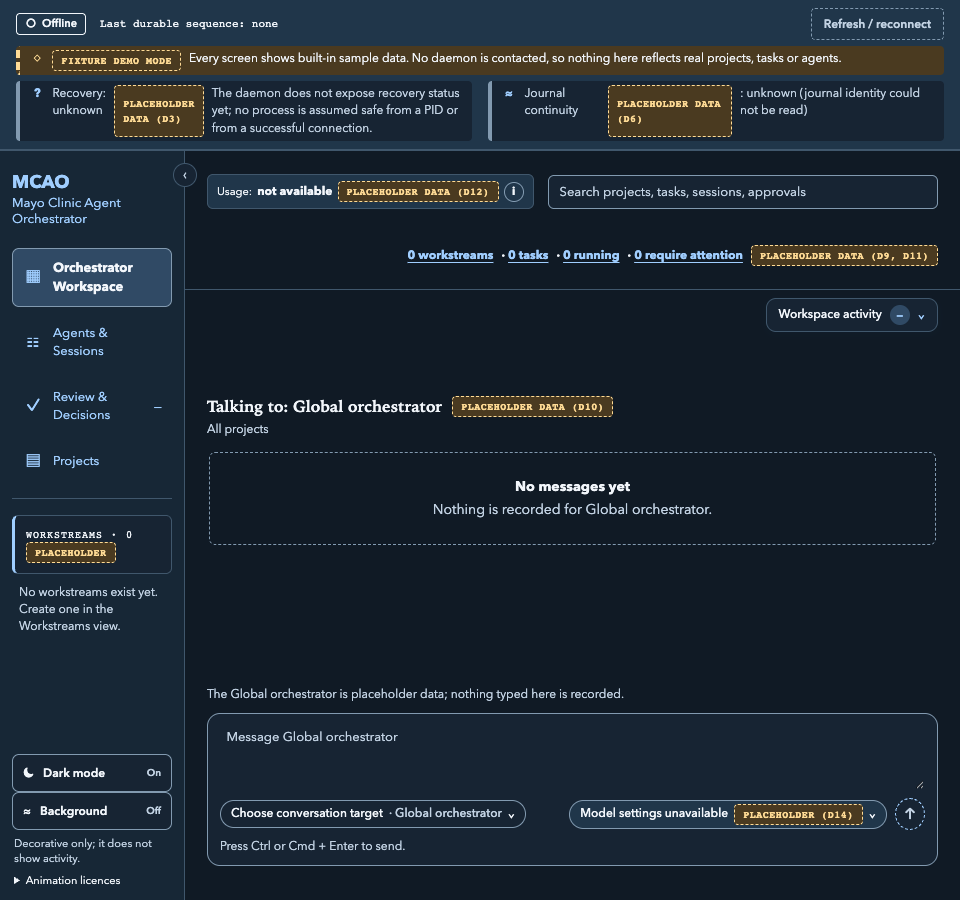 Offline
Last durable sequence: none
Refresh / reconnect
FIXTURE DEMO MODE Every screen shows built-in sample data. No daemon is contacted, so nothing here reflects real projects, tasks or agents.
? Recovery:
unknown
PLACEHOLDER
DATA (D3)
The daemon does not expose recovery status
yet; no process is assumed safe from a PID or
from a successful connection.
≈ Journal
continuity
PLACEHOLDER DATA
(D6)
: unknown (journal identity could
not be read)
MCAO
Mayo Clinic Agent
Orchestrator
Orchestrator
Workspace
Agents &
Sessions
Review &
Decisions –
Projects
WORKSTREAMS • 0
PLACEHOLDER
No workstreams exist yet.
Create one in the
Workstreams view.
Dark mode On
≈ Background Off
Decorative only; it does not
show activity.
Animation licences
‹
Usage: not available PLACEHOLDER DATA (D12) i
Search projects, tasks, sessions, approvals
0 workstreams • 0 tasks • 0 running • 0 require attention PLACEHOLDER DATA (D9, D11)
Workspace activity –
Talking to: Global orchestrator PLACEHOLDER DATA (D10)
All projects
No messages yet
Nothing is recorded for Global orchestrator.
The Global orchestrator is placeholder data; nothing typed here is recorded.
Message Global orchestrator
Choose conversation target · Global orchestrator
Model settings unavailable PLACEHOLDER (D14)
Press Ctrl or Cmd + Enter to send.